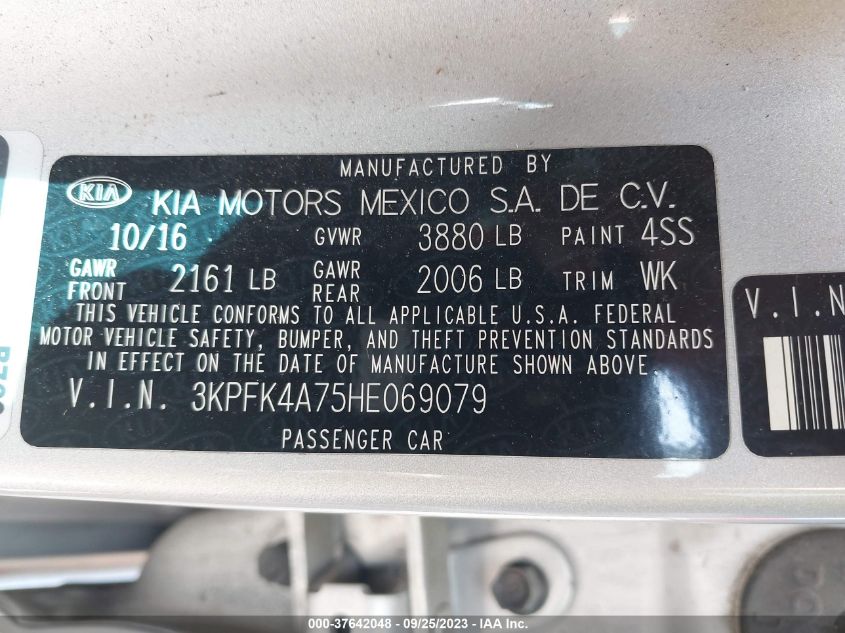 MANUFACTURED BY
KIA KIA MOTORS MEXICO S.A. DE C.V.
10/16 GVWR 3880 LB PAINT 4SS
GAWR FRONT 2161 LB GAWR REAR 2006 LB TRIM WK
THIS VEHICLE CONFORMS TO ALL APPLICABLE U.S.A. FEDERAL
MOTOR VEHICLE SAFETY, BUMPER, AND THEFT PREVENTION STANDARDS
IN EFFECT ON THE DATE OF MANUFACTURE SHOWN ABOVE.
V.I.N. 3KPFK4A75HE069079
PASSENGER CAR
V.I.N
000-37642048 - 09/25/2023 - IAA Inc.